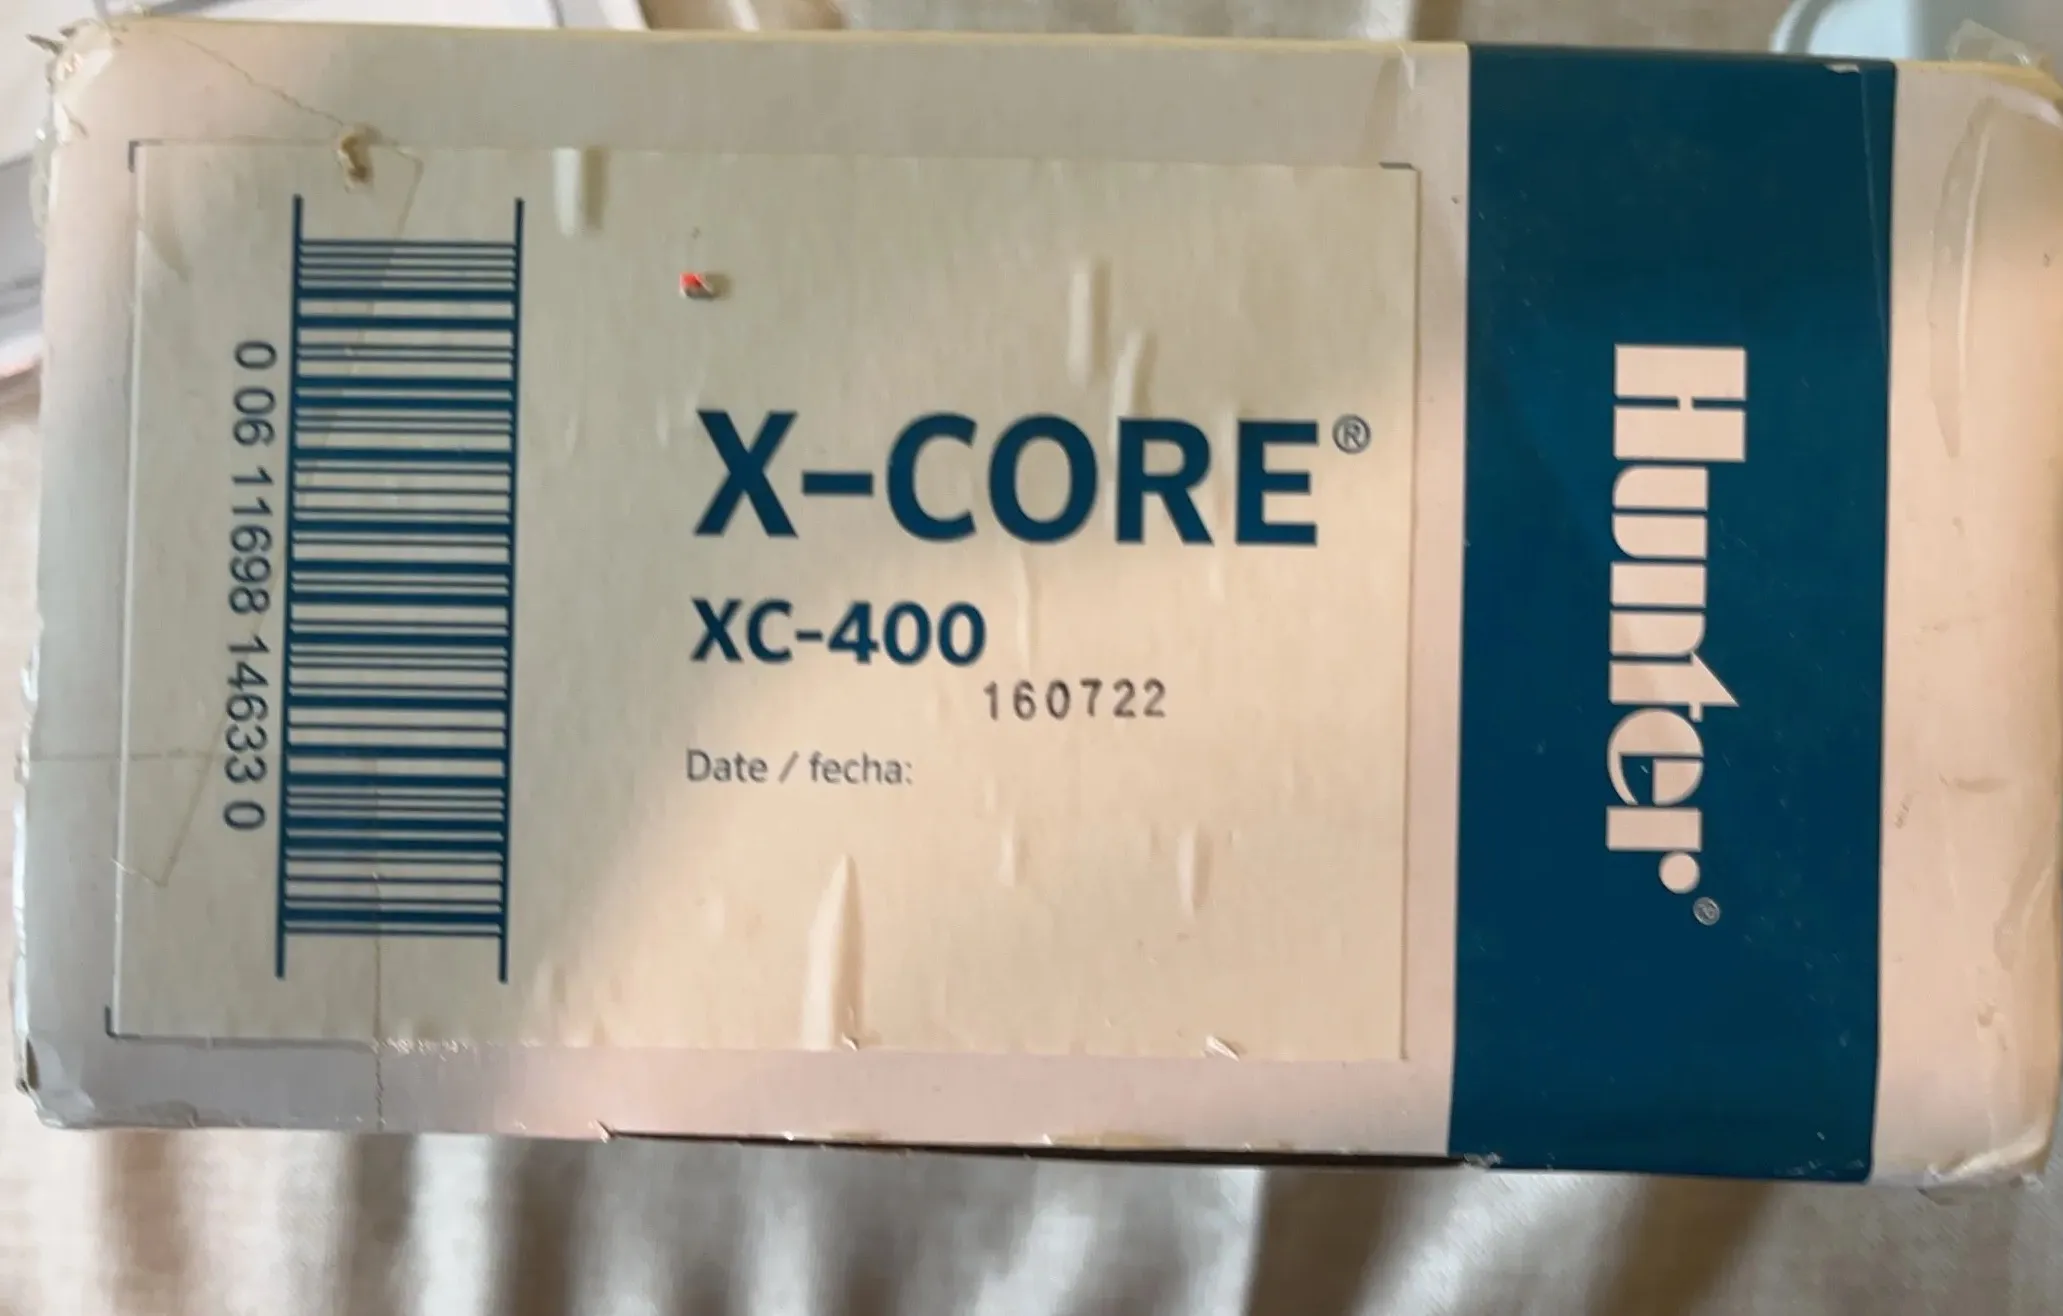 0 06 11698 14633 0
X-CORE®
XC-400
160722
Date / fecha:
Hunter®